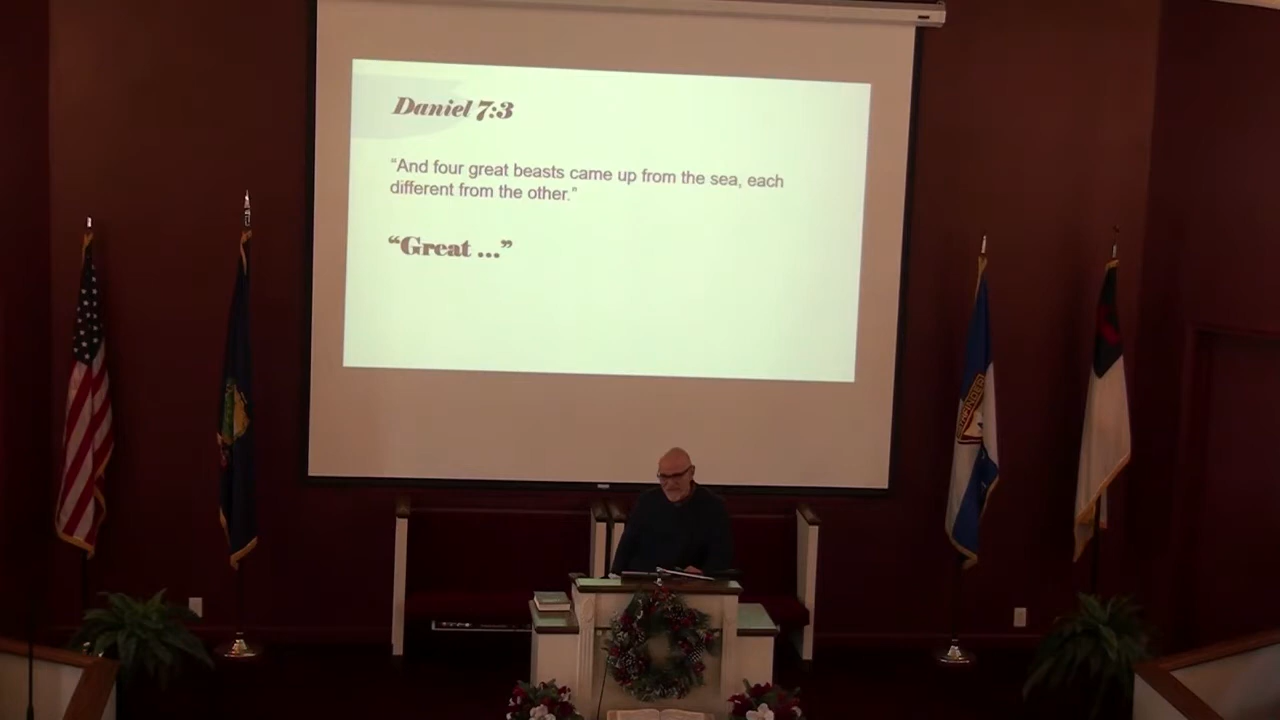 Daniel 7:3
“And four great beasts came up from the sea, each
different from the other.”
“Great ...”